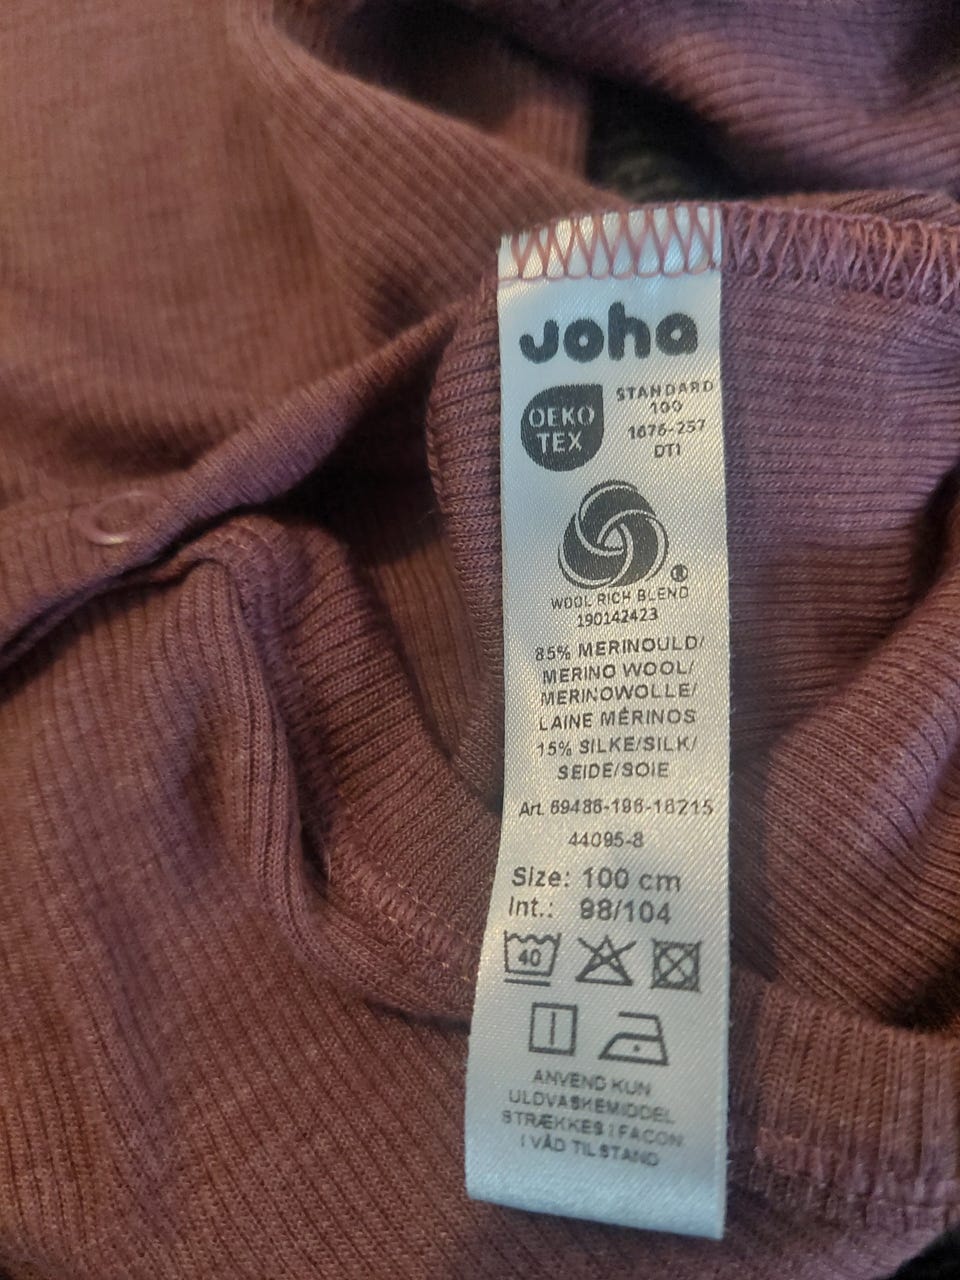 Joha
OEKO
TEX
STANDARD
100
1676-257
DTI
®
WOOL RICH BLEND
190142423
85% MERINOULD/
MERINO WOOL/
MERINOWOLLE/
LAINE MÉRINOS
15% SILKE/SILK/
SEIDE/SOIE
Art. 69486-196-16215
44095-8
Size: 100 cm
Int.: 98/104
40
ANVEND KUN
ULDVASKEMIDDEL
STRÆKKES I FACON
I VÅD TILSTAND